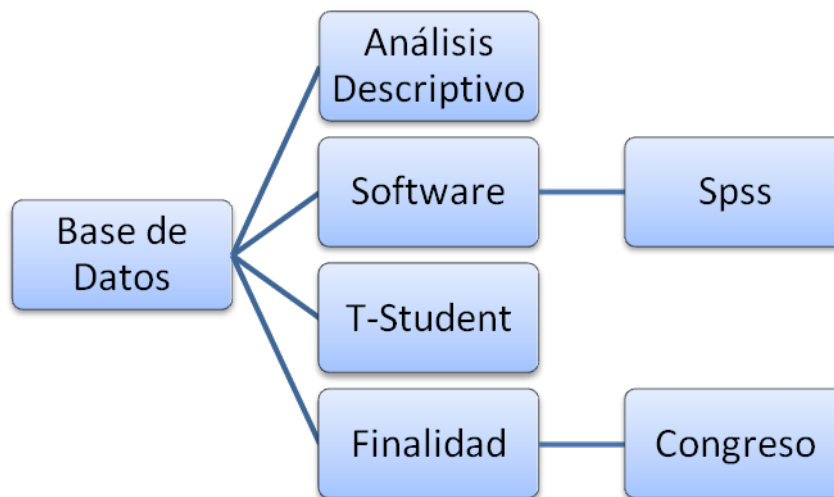 Análisis
Descriptivo
Software
Spss
Base de
Datos
T-Student
Finalidad
Congreso